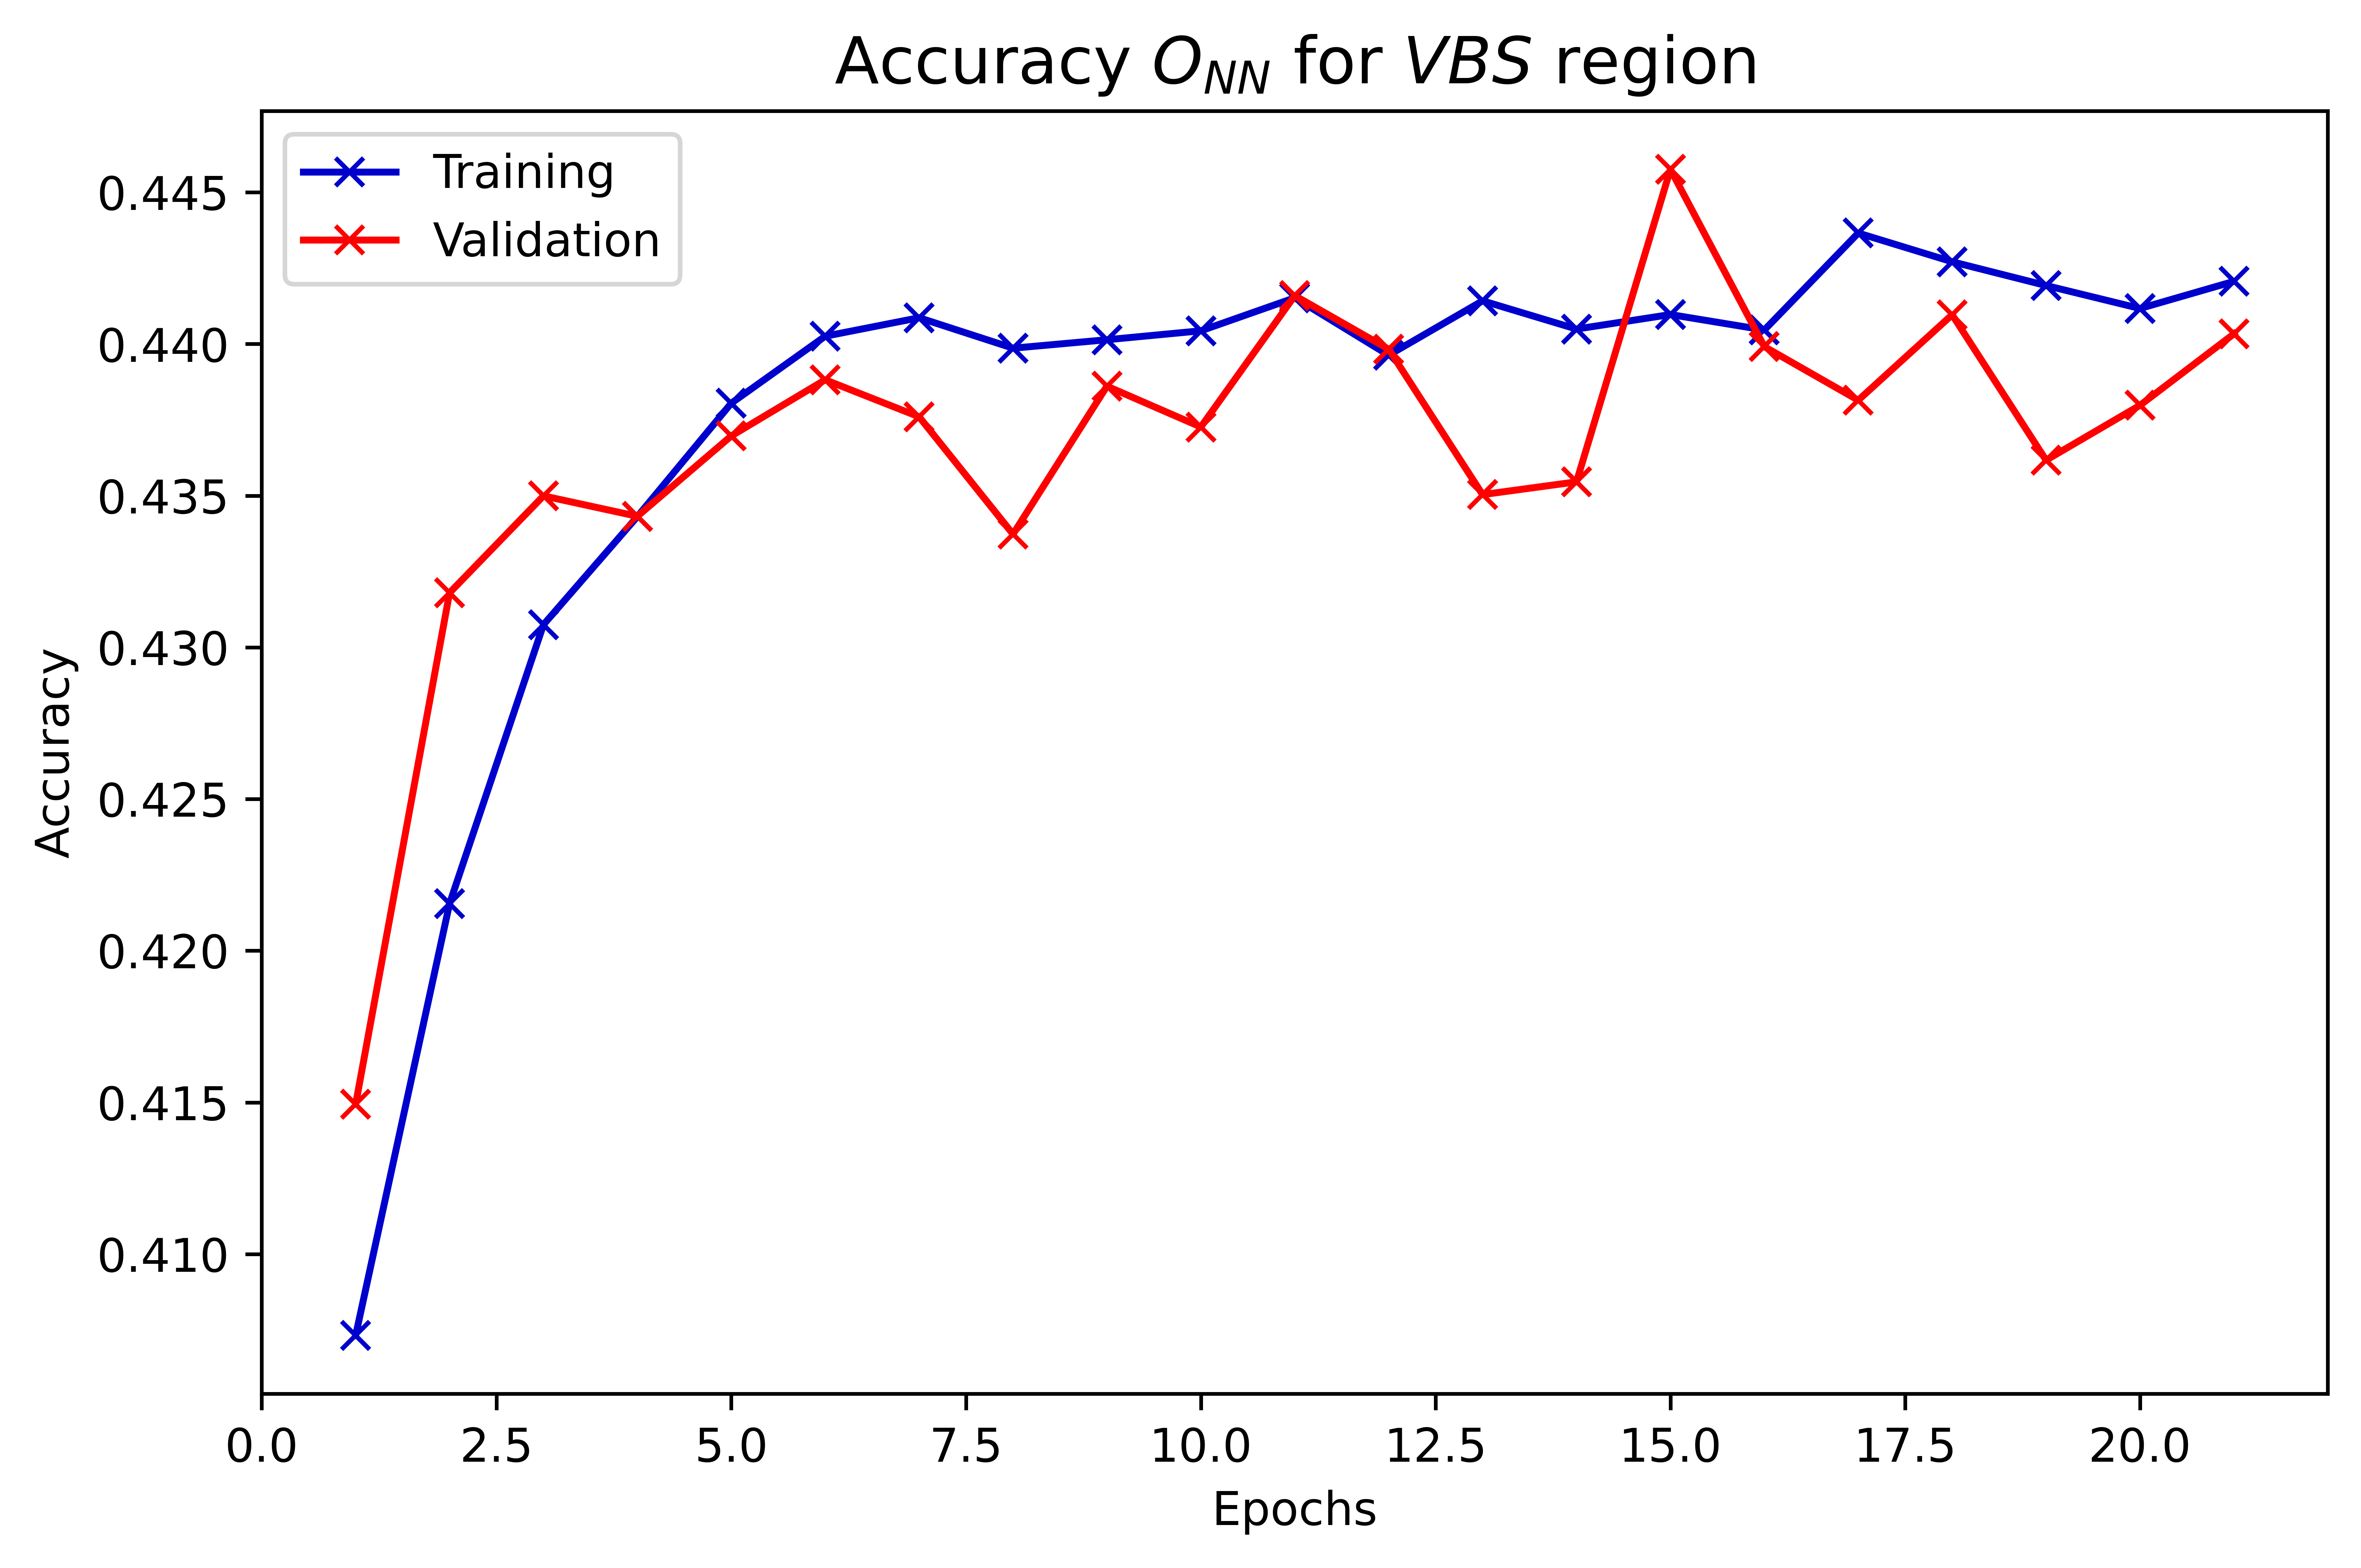 Accuracy O_NN for VBS region
Training
Validation
0.445
0.440
0.435
0.430
0.425
0.420
0.415
0.410
Accuracy
0.0 2.5 5.0 7.5 10.0 12.5 15.0 17.5 20.0
Epochs